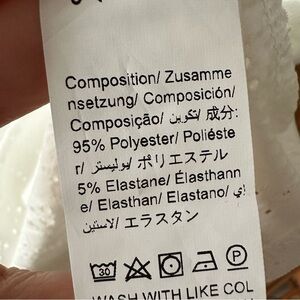 Composition/ Zusamme
nsetzung/ Composición/
Composição/ تكوين/ 成分:
95% Polyester/ Poliéste
r/ بوليستر/ ポリエステル
5% Elastane/ Élasthann
e/ Elasthan/ Elastano/ إي
لاستين/ エラスタン
30 P
WASH WITH LIKE COL